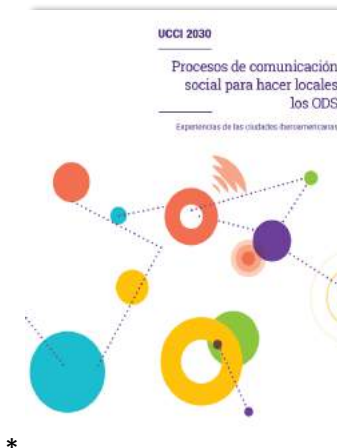 UCCI 2030
Procesos de comunicación
social para hacer locales
los ODS
Experiencias de las ciudades iberoamericanas
*